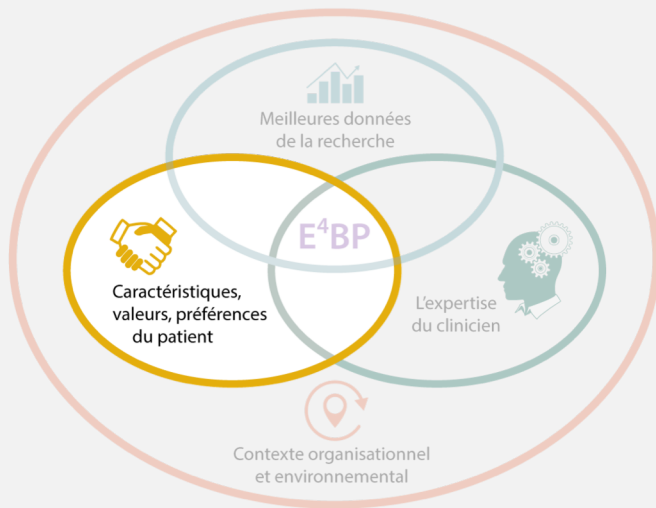 Meilleures données
de la recherche
E⁴BP
Caractéristiques,
valeurs, préférences
du patient
L'expertise
du clinicien
Contexte organisationnel
et environnemental